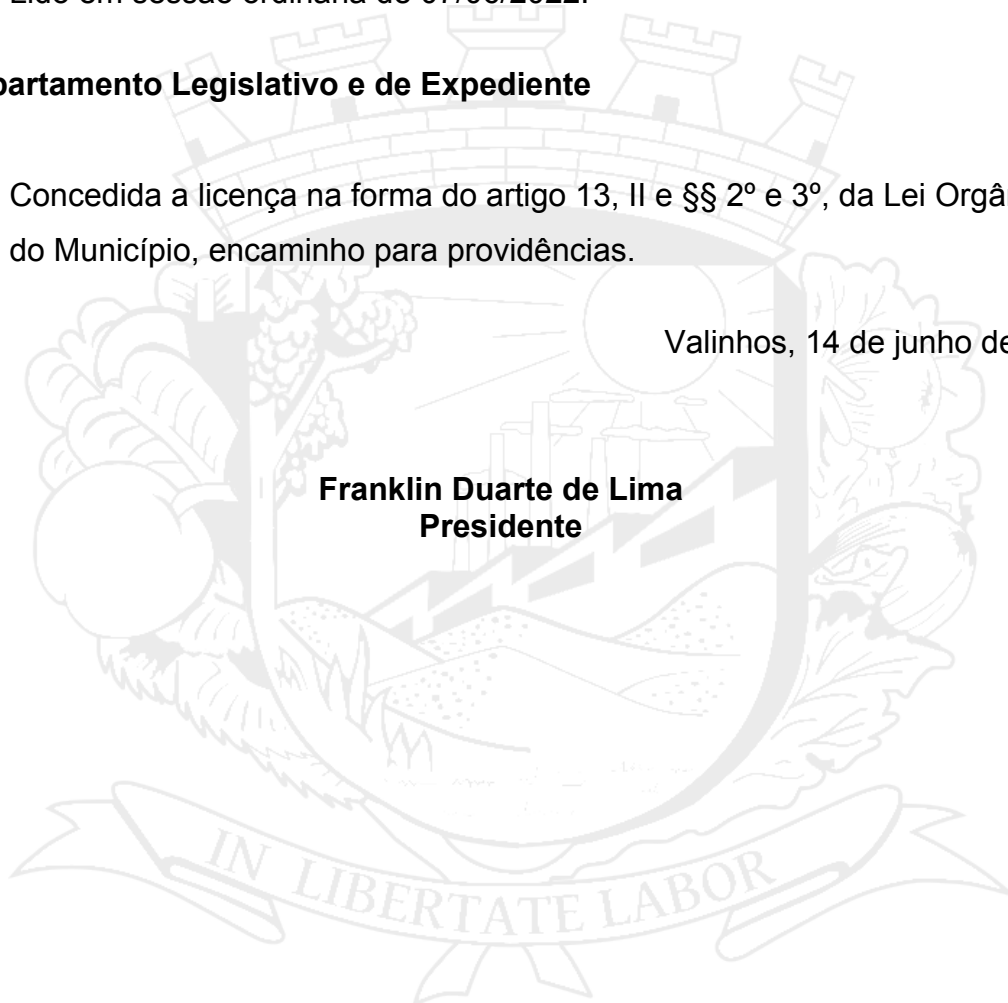 Lido em sessão ordinária de 07/06/2022.
partamento Legislativo e de Expediente
Concedida a licença na forma do artigo 13, II e §§ 2º e 3º, da Lei Orgâ
do Município, encaminho para providências.
Valinhos, 14 de junho de
Franklin Duarte de Lima
Presidente
IN LIBERTATE LABOR